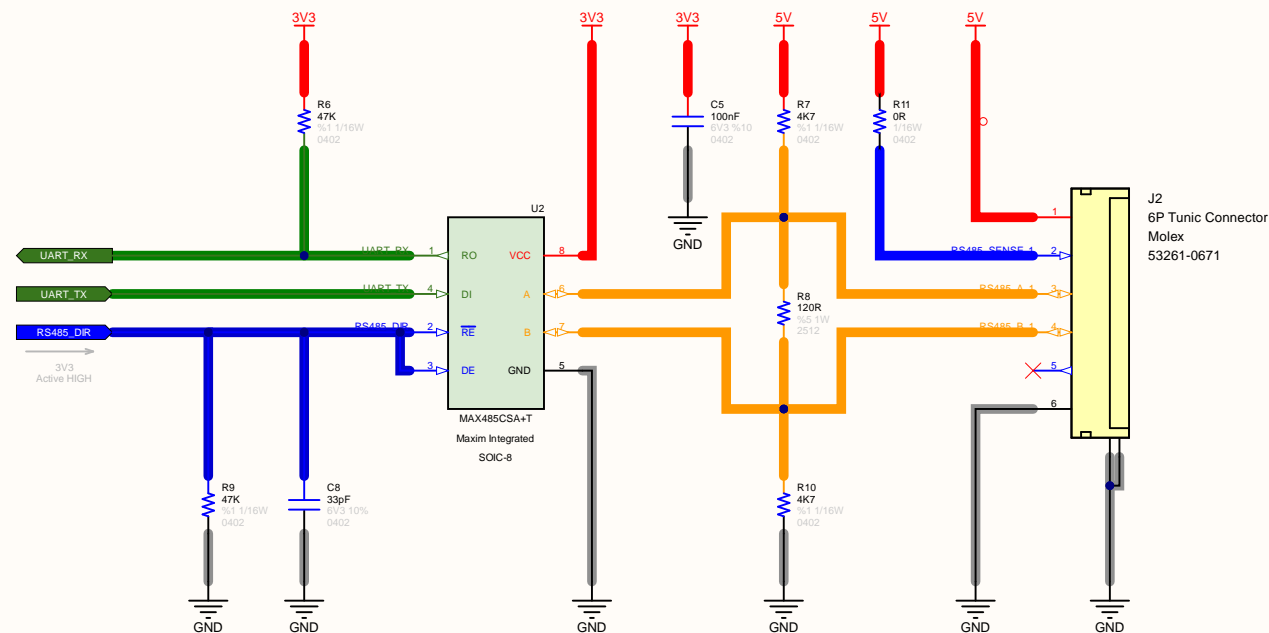 3V3
3V3
3V3
5V
5V
5V
R6
47K
%1 1/16W
0402
C5
100nF
6V3 %10
0402
R7
4K7
%1 1/16W
0402
R11
0R
1/16W
0402
GND
J2
6P Tunic Connector
Molex
53261-0671
U2
UART_RX
UART_RX
1
RO
VCC
8
1
RS485_SENSE_1
2
UART_TX
UART_TX
4
DI
A
6
RS485_A_1
3
R8
120R
%5 1W
2512
RS485_DIR
RS485_DIR
2
RE
B
7
RS485_B_1
4
3V3
Active HIGH
3
DE
GND
5
5
6
MAX485CSA+T
Maxim Integrated
SOIC-8
R9
47K
%1 1/16W
0402
C8
33pF
6V3 10%
0402
R10
4K7
%1 1/16W
0402
GND
GND
GND
GND
GND
GND